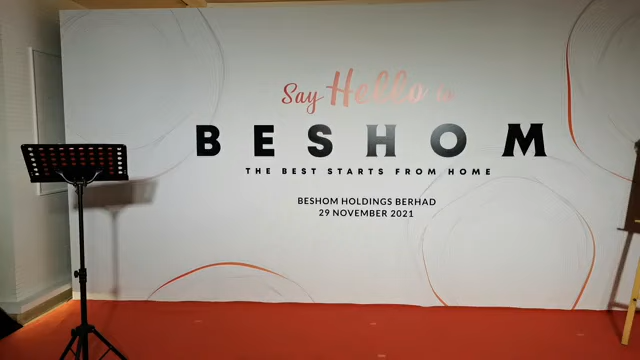 Say Hello to
BESHOM
THE BEST STARTS FROM HOME
BESHOM HOLDINGS BERHAD
29 NOVEMBER 2021